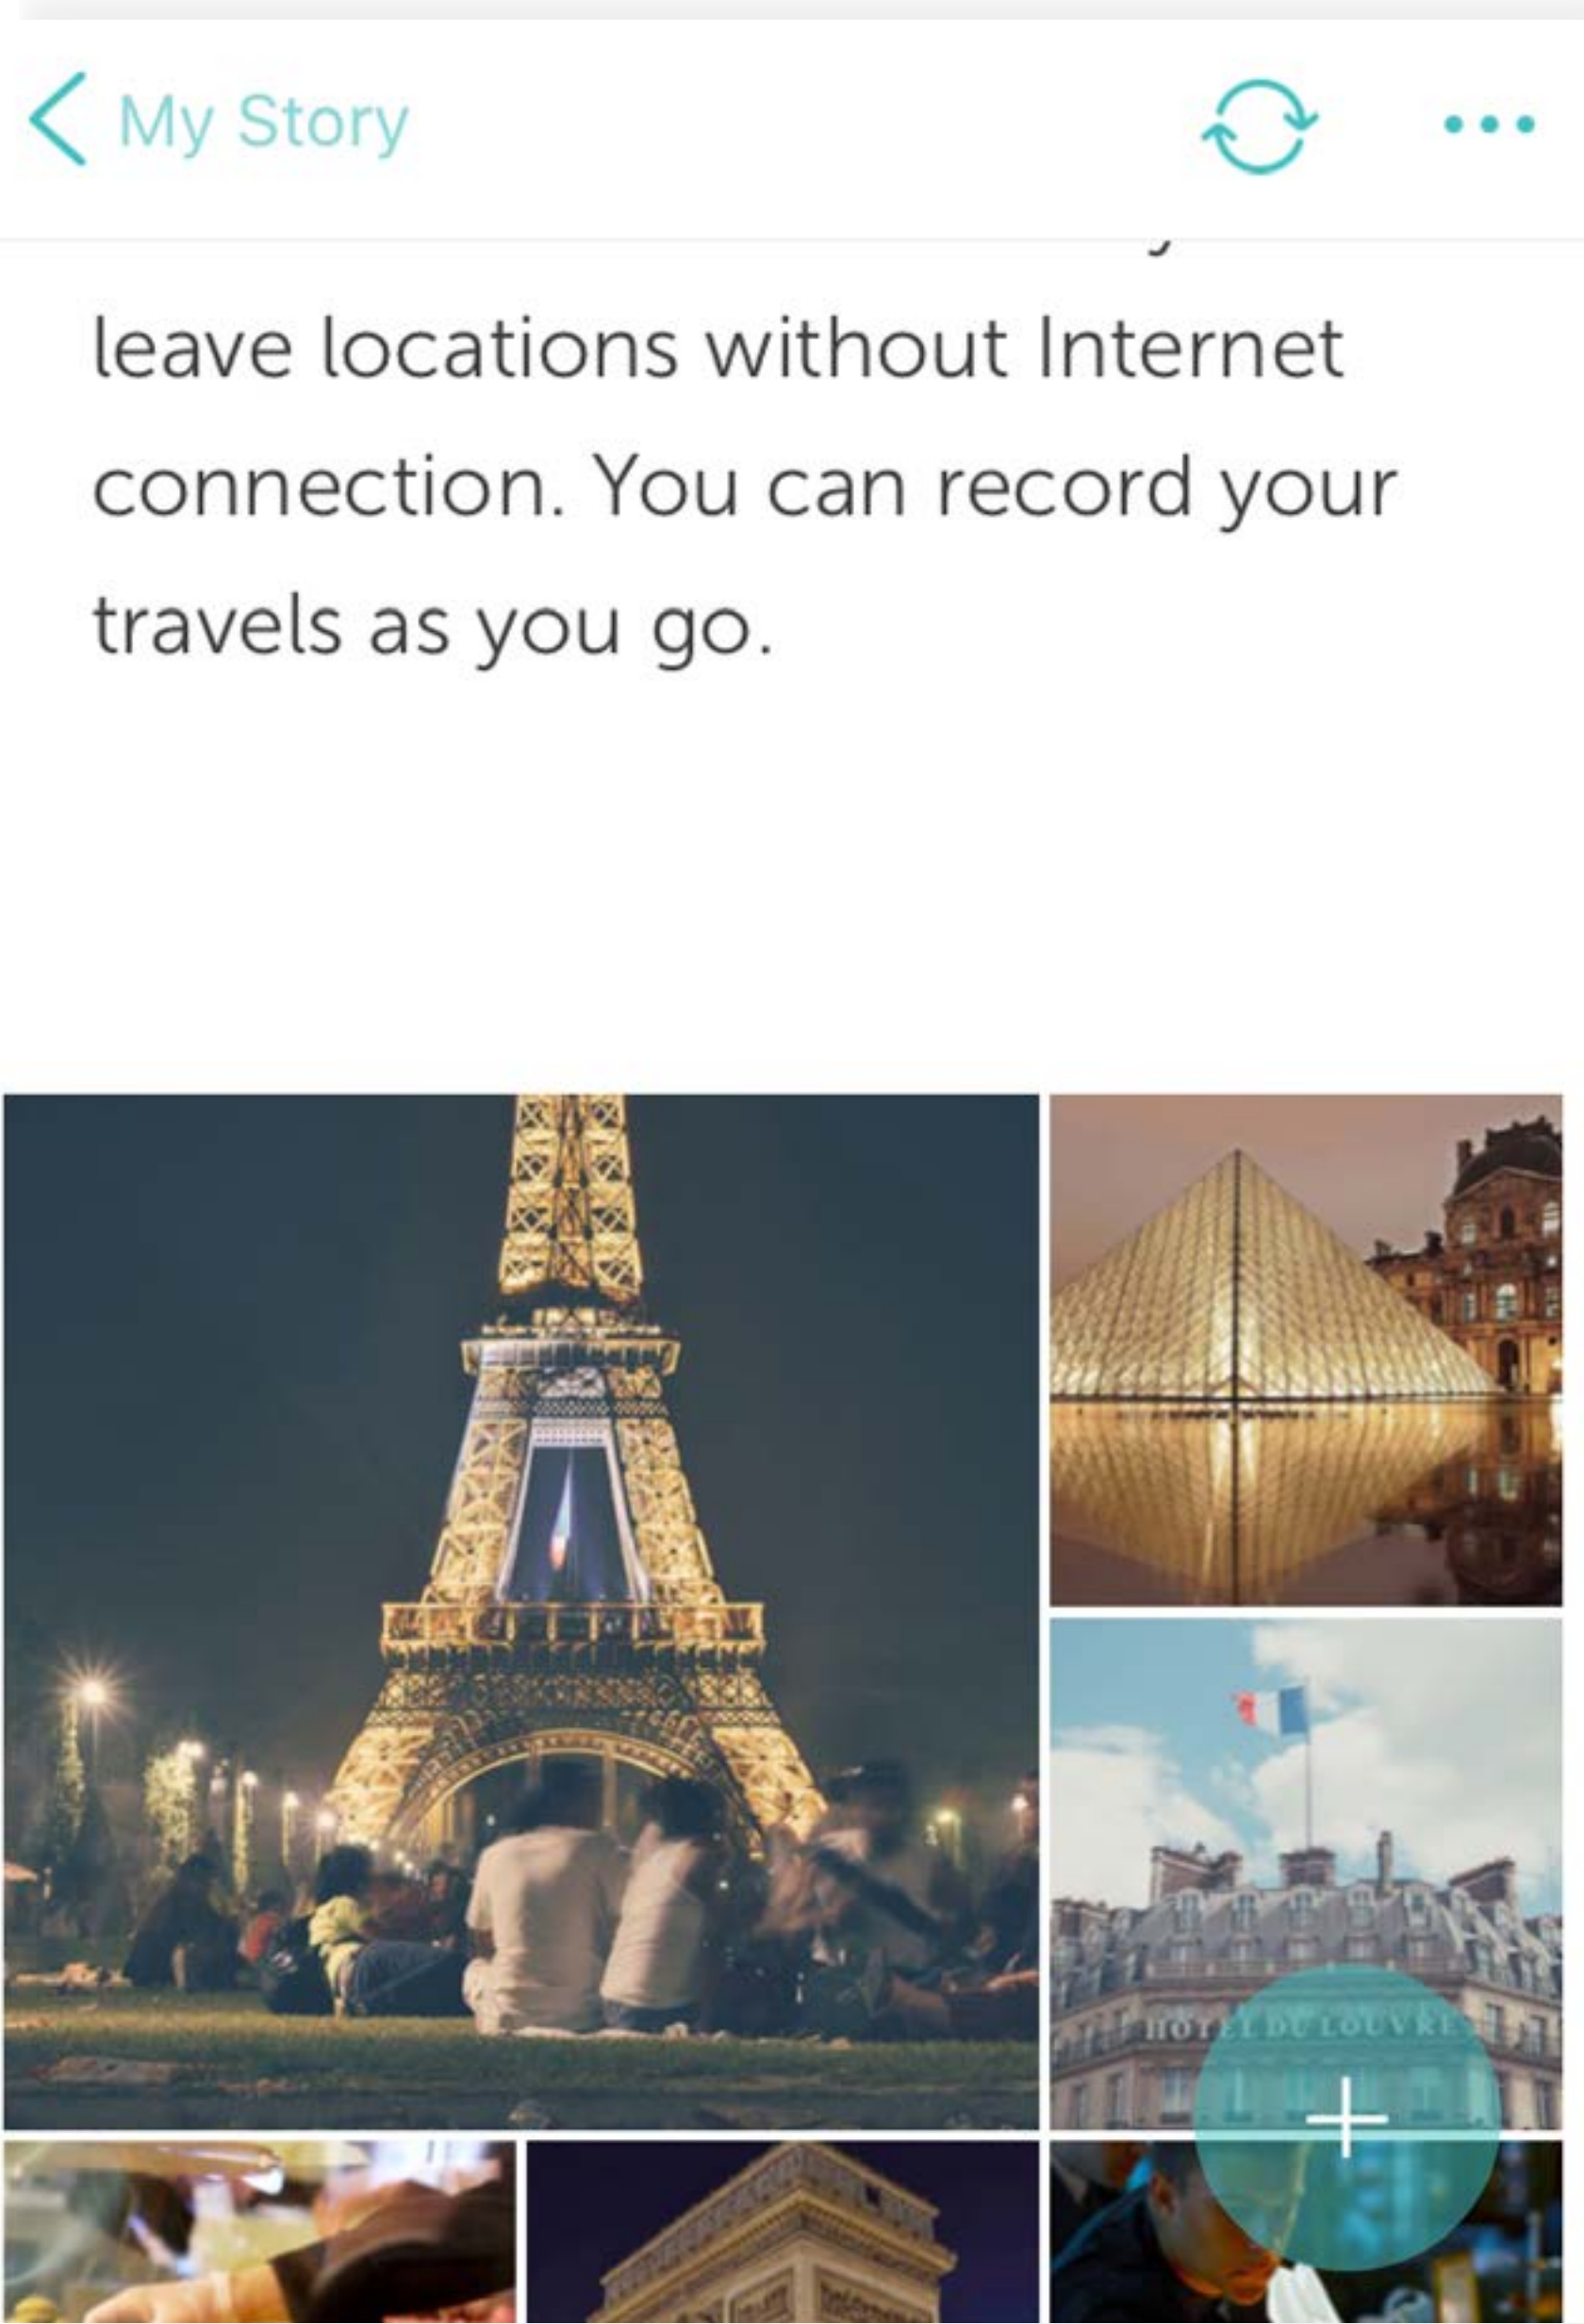 My Story
leave locations without Internet
connection. You can record your
travels as you go.
HOTEL DU LOUVRE